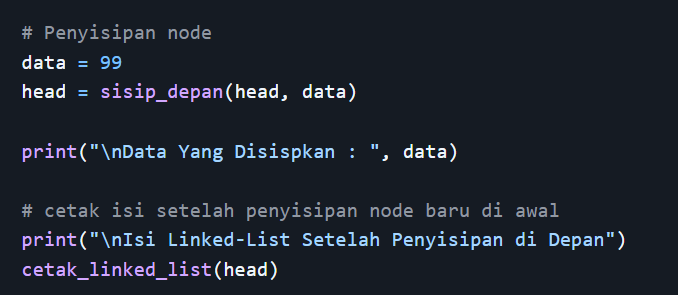 # Penyisipan node
data = 99
head = sisip_depan(head, data)
print("\nData Yang Disispkan : ", data)
# cetak isi setelah penyisipan node baru di awal
print("\nIsi Linked-List Setelah Penyisipan di Depan")
cetak_linked_list(head)